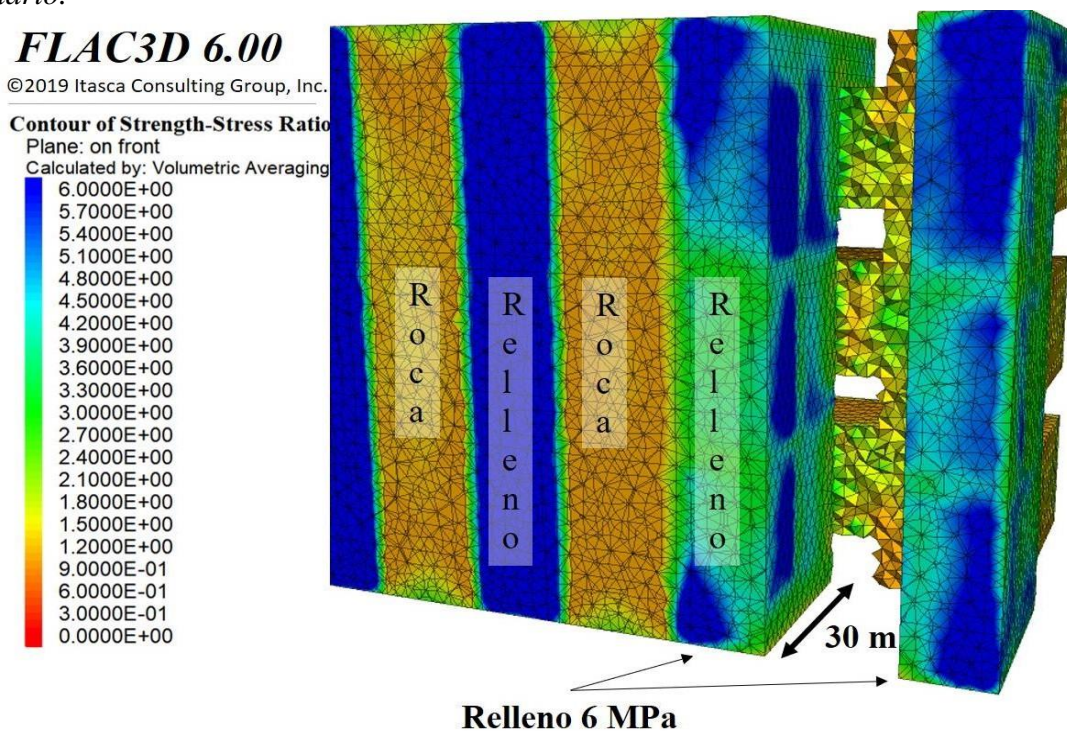 FLAC3D 6.00
©2019 Itasca Consulting Group, Inc.
Contour of Strength-Stress Ratio
Plane: on front
Calculated by: Volumetric Averaging
6.0000E+00
5.7000E+00
5.4000E+00
5.1000E+00
4.8000E+00
4.5000E+00
4.2000E+00
3.9000E+00
3.6000E+00
3.3000E+00
3.0000E+00
2.7000E+00
2.4000E+00
2.1000E+00
1.8000E+00
1.5000E+00
1.2000E+00
9.0000E-01
6.0000E-01
3.0000E-01
0.0000E+00
Roca
Relleno
Roca
Relleno
30 m
Relleno 6 MPa